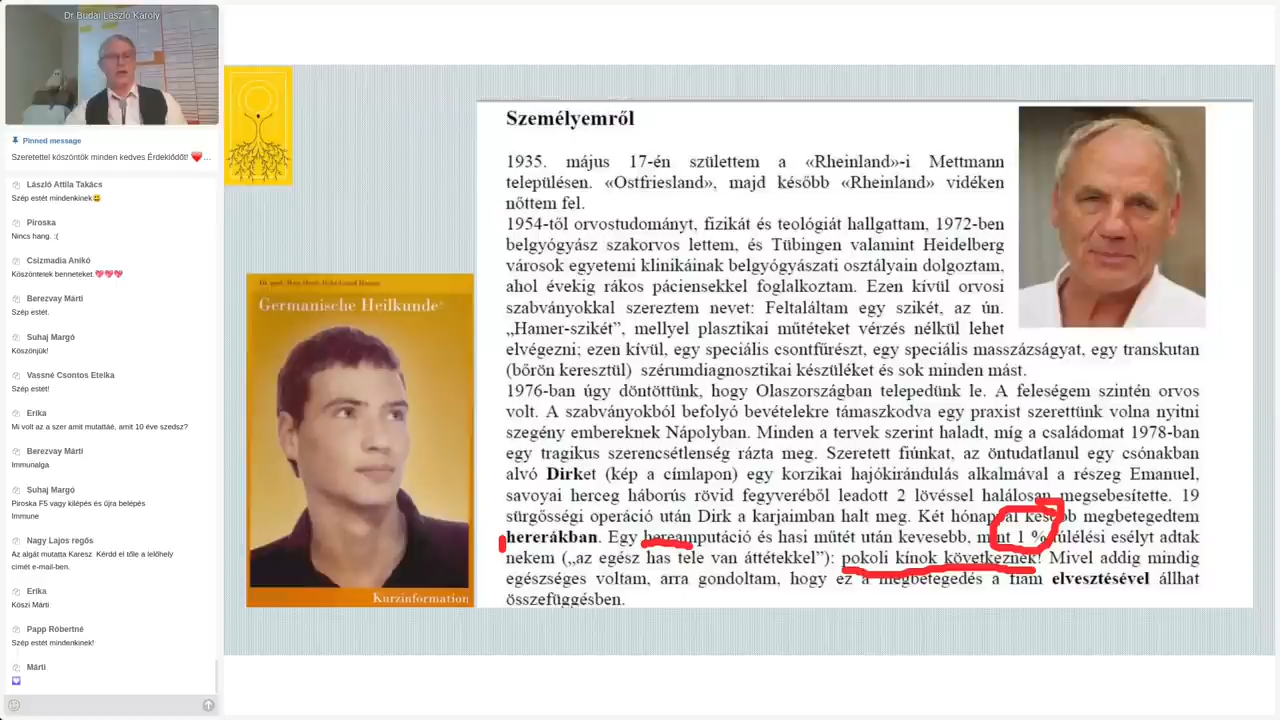 Dr Budai László Károly
Pinned message
Szeretettel köszöntök minden kedves Érdeklődőt! ❤️…
László Attila Takács
Szép estét mindenkinek😃
Piroska
Nincs hang. :(
Csizmadia Anikó
Köszöntelek benneteket.💖💖💖
Berezvay Márti
Szép estét.
Suhaj Margó
Köszönjük!
Vassné Csontos Etelka
Szép estét!
Erika
Mi volt az a szer amit mutattáé, amit 10 éve szedsz?
Berezvay Márti
Immunalga
Suhaj Margó
Piroska F5 vagy kilépés és újra belépés
Immune
Nagy Lajos regős
Az algát mutatta Karesz. Kérdd el tőle a lelőhely
címét e-mail-ben.
Erika
Köszi Márti
Papp Róbertné
Szép estét mindenkinek!
Márti
💟
Germanische Heilkunde
Kurzinformation
Személyemről
1935. május 17-én születtem a «Rheinland»-i Mettmann
településen. «Ostfriesland», majd később «Rheinland» vidéken
nőttem fel.
1954-től orvostudományt, fizikát és teológiát hallgattam, 1972-ben
belgyógyász szakorvos lettem, és Tübingen valamint Heidelberg
városok egyetemi klinikáinak belgyógyászati osztályain dolgoztam,
ahol évekig rákos páciensekkel foglalkoztam. Ezen kívül orvosi
szabványokkal szereztem nevet: Feltaláltam egy szikét, az ún.
„Hamer-szikét”, mellyel plasztikai műtéteket vérzés nélkül lehet
elvégezni; ezen kívül, egy speciális csontfűrészt, egy speciális masszázságyat, egy transkutan
(bőrön keresztül) szérumdiagnosztikai készüléket és sok minden mást.
1976-ban úgy döntöttünk, hogy Olaszországban telepedünk le. A feleségem szintén orvos
volt. A szabványokból befolyó bevételekre támaszkodva egy praxist szerettünk volna nyitni
szegény embereknek Nápolyban. Minden a tervek szerint haladt, míg a családomat 1978-ban
egy tragikus szerencsétlenség rázta meg. Szeretett fiúnkat, az öntudatlanul egy csónakban
alvó Dirket (kép a címlapon) egy korzikai hajókirándulás alkalmával a részeg Emanuel,
savoyai herceg háborús rövid fegyveréből leadott 2 lövéssel halálosan megsebesítette. 19
sürgősségi operáció után Dirk a karjaimban halt meg. Két hónappal később megbetegedtem
hererákban. Egy hereamputáció és hasi műtét után kevesebb, mint 1 % túlélési esélyt adtak
nekem („az egész has tele van áttétekkel”): pokoli kínok következnek! Mivel addig mindig
egészséges voltam, arra gondoltam, hogy ez a megbetegedés a fiam elvesztésével állhat
összefüggésben.